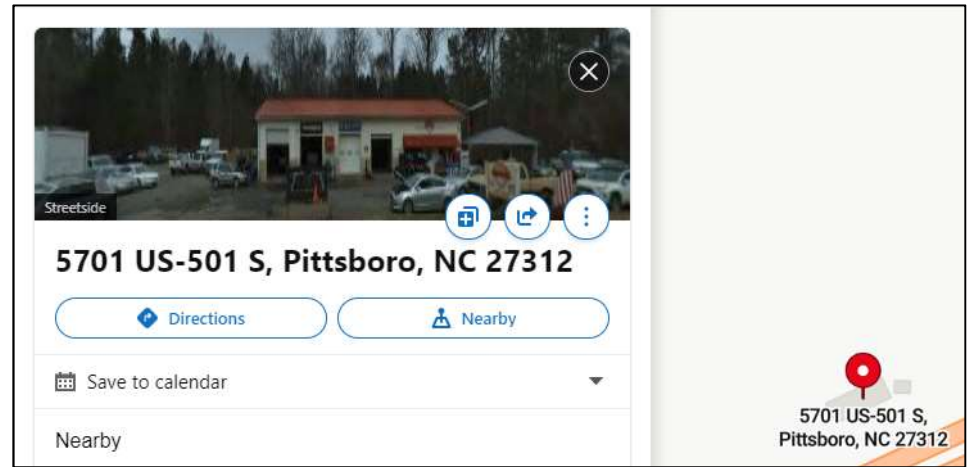 Streetside
5701 US-501 S, Pittsboro, NC 27312
Directions
Nearby
Save to calendar
Nearby
5701 US-501 S,
Pittsboro, NC 27312